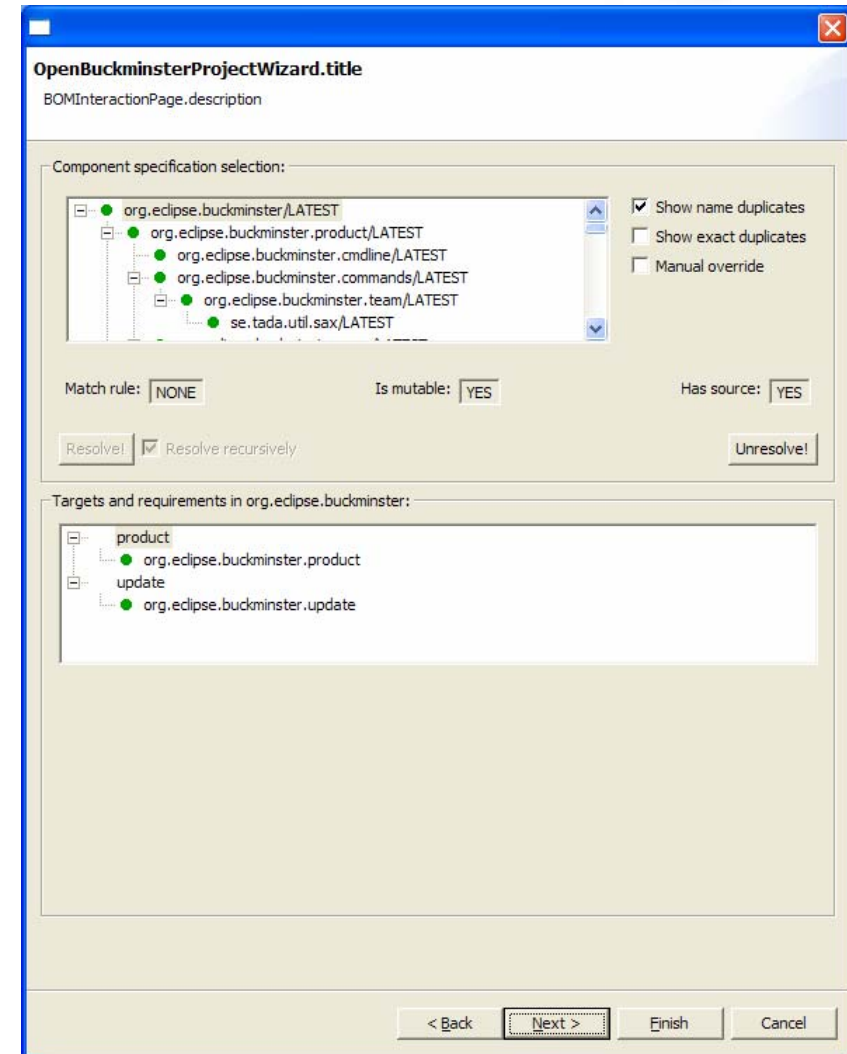 OpenBuckminsterProjectWizard.title
BOMInteractionPage.description
Component specification selection:
org.eclipse.buckminster/LATEST
org.eclipse.buckminster.product/LATEST
org.eclipse.buckminster.cmdline/LATEST
org.eclipse.buckminster.commands/LATEST
org.eclipse.buckminster.team/LATEST
se.tada.util.sax/LATEST
Show name duplicates
Show exact duplicates
Manual override
Match rule: NONE Is mutable: YES Has source: YES
Resolve! Resolve recursively Unresolve!
Targets and requirements in org.eclipse.buckminster:
product
org.eclipse.buckminster.product
update
org.eclipse.buckminster.update
< Back Next > Finish Cancel